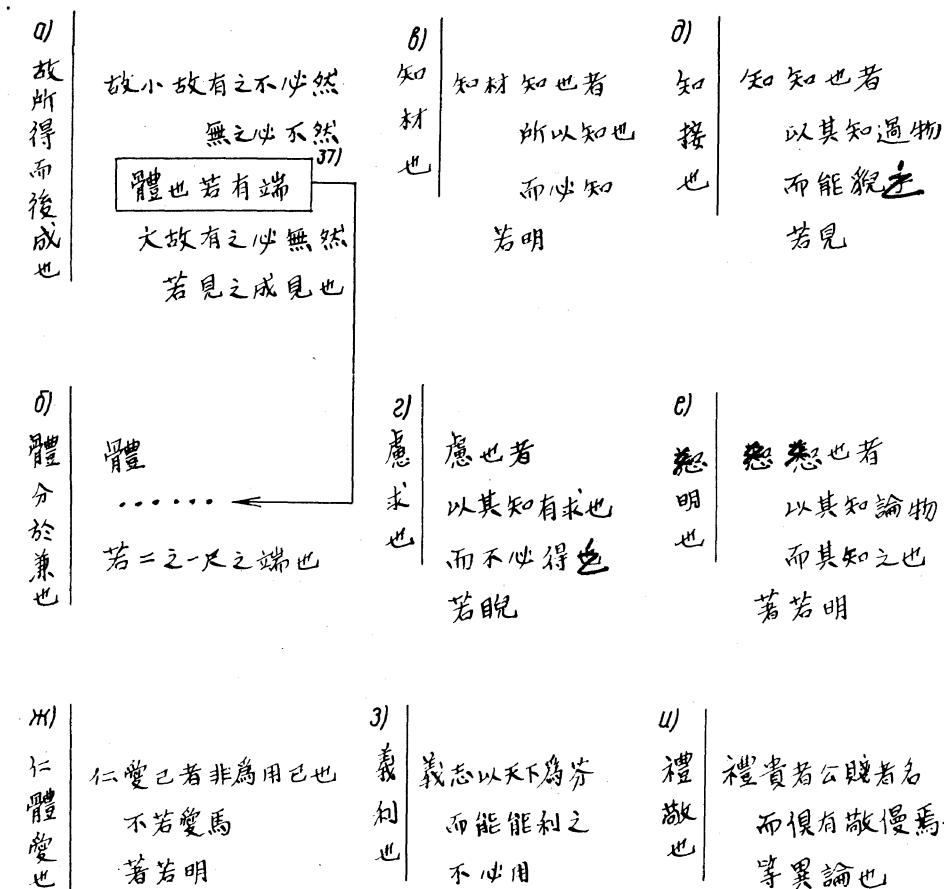 а)
故所得而後成也
故小故有之不必然
無之必不然
37)
體也若有端
大故有之必無然
若見之成見也
в)
知材也
知材知也者
所以知也
而必知
若明
д)
知接也
知知也者
以其知過物
而能貌之
若見
б)
體分於兼也
體
......
若二之一尺之端也
г)
慮求也
慮也者
以其知有求也
而不必得也
若睨
е)
恕明也
恕恕也者
以其知論物
而其知之也
著若明
ж)
仁體愛也
仁愛己者非為用己也
不若愛馬
著若明
з)
義利也
義志以天下為芬
而能能利之
不必用
и)
禮敬也
禮貴者公賤者名
而俱有敬僈焉
等異論也